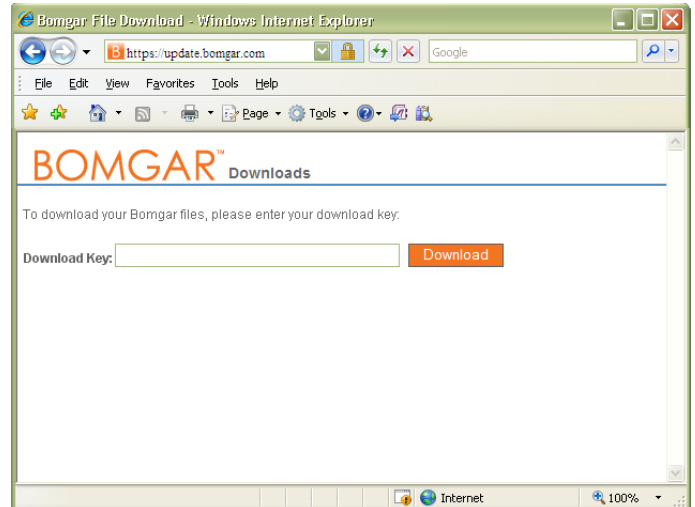 Bomgar File Download - Windows Internet Explorer
https://update.bomgar.com
Google
File Edit View Favorites Tools Help
Page Tools
BOMGAR™ Downloads
To download your Bomgar files, please enter your download key:
Download Key: Download
Internet 100%